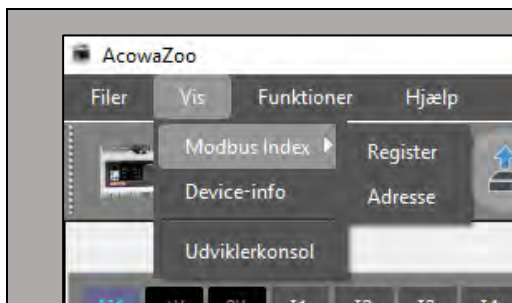 AcowaZoo
Filer Vis Funktioner Hjælp
Modbus Index Register
Device-info Adresse
Udviklerkonsol